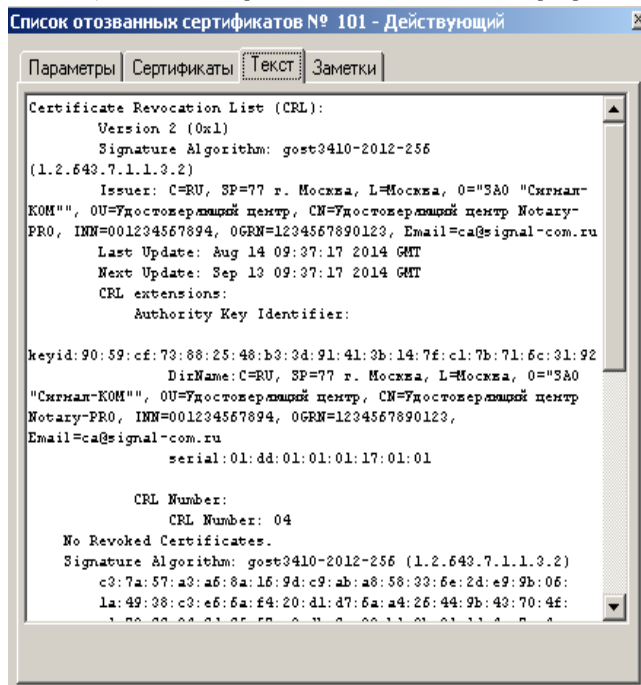 Список отозванных сертификатов № 101 - Действующий
Параметры Сертификаты Текст Заметки
Certificate Revocation List (CRL):
Version 2 (0x1)
Signature Algorithm: gost3410-2012-256
(1.2.643.7.1.1.3.2)
Issuer: C=RU, SP=77 г. Москва, L=Москва, O="ЗАО "Сигнал-
КОМ"", OU=Удостоверяющий центр, CN=Удостоверяющий центр Notary-
PRO, INN=001234567894, OGRN=1234567890123, Email=ca@signal-com.ru
Last Update: Aug 14 09:37:17 2014 GMT
Next Update: Sep 13 09:37:17 2014 GMT
CRL extensions:
Authority Key Identifier:
keyid:90:59:cf:73:88:25:48:b3:3d:91:41:3b:14:7f:c1:7b:71:6c:31:92
DirName:C=RU, SP=77 г. Москва, L=Москва, O="ЗАО
"Сигнал-КОМ"", OU=Удостоверяющий центр, CN=Удостоверяющий центр
Notary-PRO, INN=001234567894, OGRN=1234567890123,
Email=ca@signal-com.ru
serial:01:dd:01:01:01:17:01:01
CRL Number:
CRL Number: 04
No Revoked Certificates.
Signature Algorithm: gost3410-2012-256 (1.2.643.7.1.1.3.2)
c3:7a:57:a3:a6:8a:16:9d:c9:ab:a8:58:33:6e:2d:e9:9b:06:
1a:49:38:c3:e6:6a:f4:20:d1:d7:6a:a4:26:44:9b:43:70:4f: